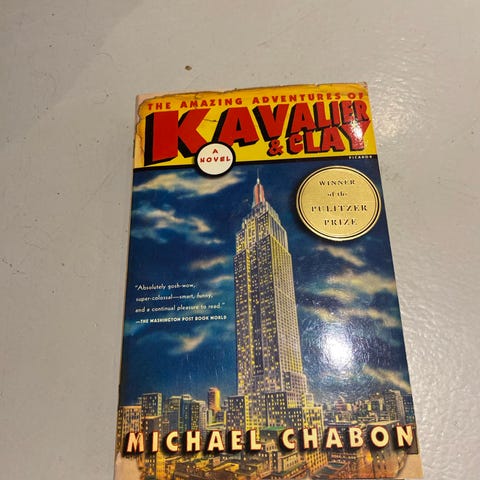 THE AMAZING ADVENTURES OF
KAVALIER
& CLAY
A
NOVEL
PICADOR
WINNER
of the
PULITZER
PRIZE
"Absolutely gosh-wow,
super-colossal—smart, funny,
and a continual pleasure to read."
—THE WASHINGTON POST BOOK WORLD
MICHAEL CHABON